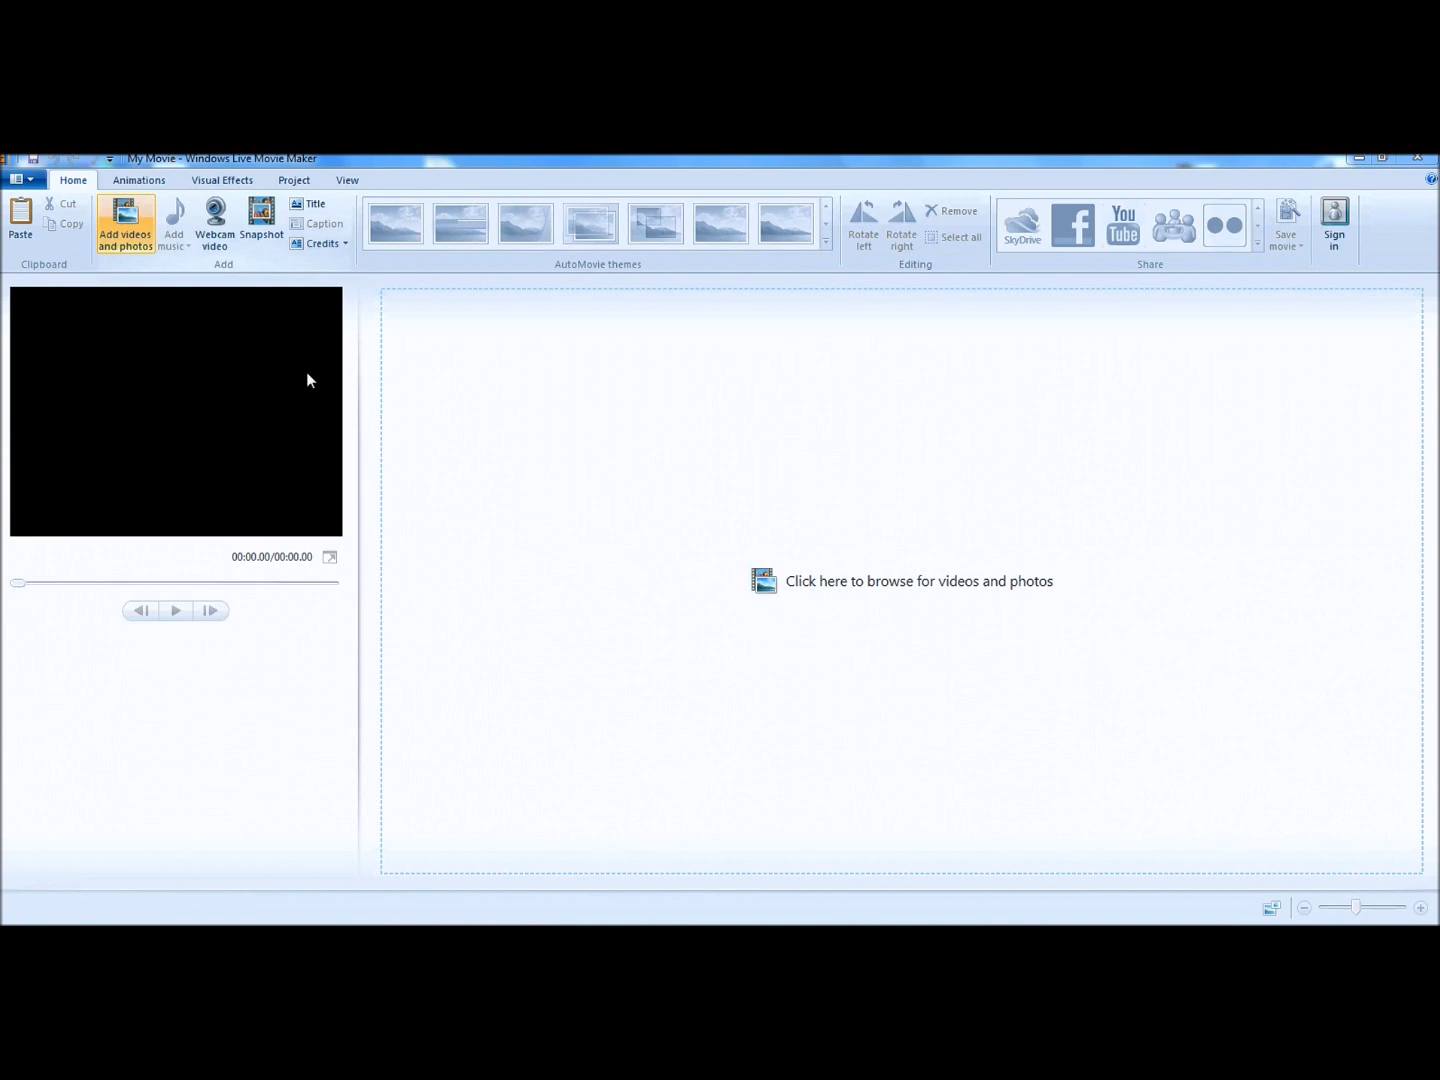 My Movie - Windows Live Movie Maker
Home Animations Visual Effects Project View
Paste
Cut
Copy
Clipboard
Add videos
and photos
Add
music
Webcam
video
Snapshot
Title
Caption
Credits
Add
AutoMovie themes
Rotate
left
Rotate
right
Remove
Select all
Editing
SkyDrive
You
Tube
Share
Save
movie
Sign
in
00:00.00/00:00.00
Click here to browse for videos and photos